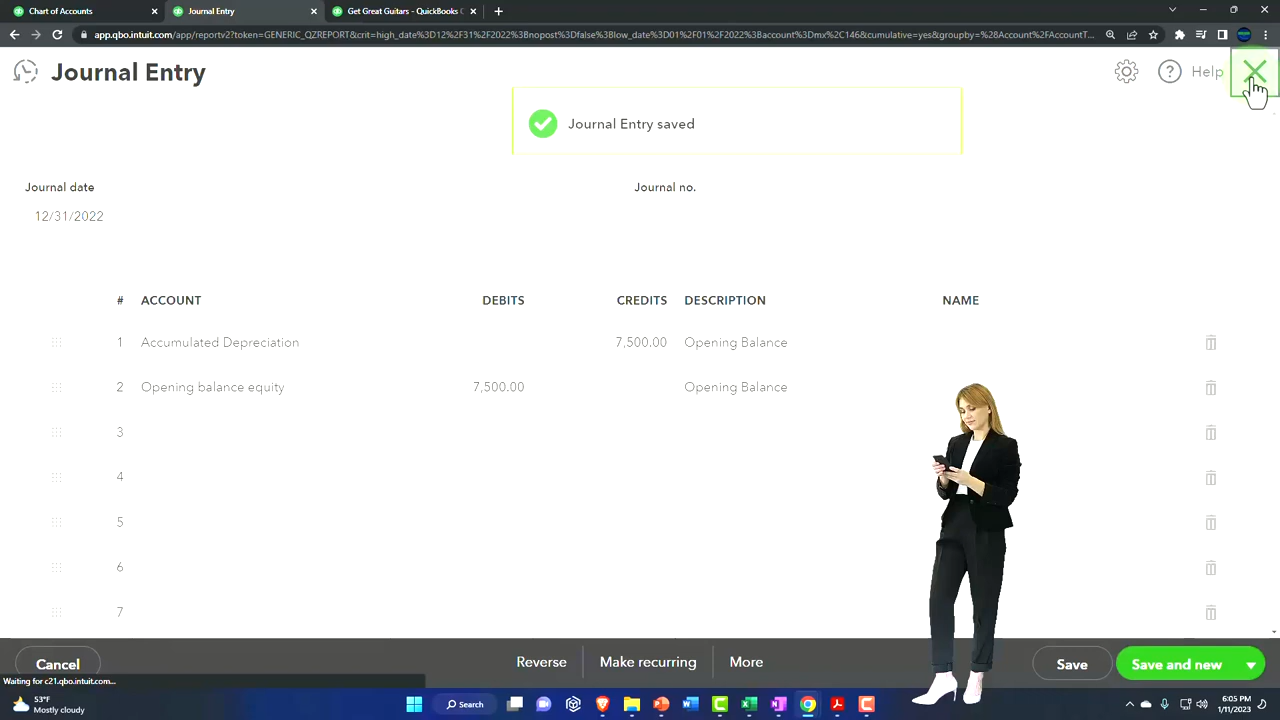 Chart of Accounts
Journal Entry
Get Great Guitars - QuickBooks C
app.qbo.intuit.com/app/reportv2?token=GENERIC_QZREPORT&crit=high_date%3D12%2F31%2F2022%3Bnopost%3Dfalse%3Blow_date%3D01%2F01%2F2022%3Baccount%3Dmx%2C146&cumulative=yes&groupby=%28Account%2FAccountT...
Journal Entry
Help
Journal Entry saved
Journal date
Journal no.
12/31/2022
# ACCOUNT DEBITS CREDITS DESCRIPTION NAME
1 Accumulated Depreciation 7,500.00 Opening Balance
2 Opening balance equity 7,500.00 Opening Balance
3
4
5
6
7
Cancel Reverse Make recurring More Save Save and new
Waiting for c21.qbo.intuit.com...
53°F
Mostly cloudy
Search
6:05 PM
1/11/2023